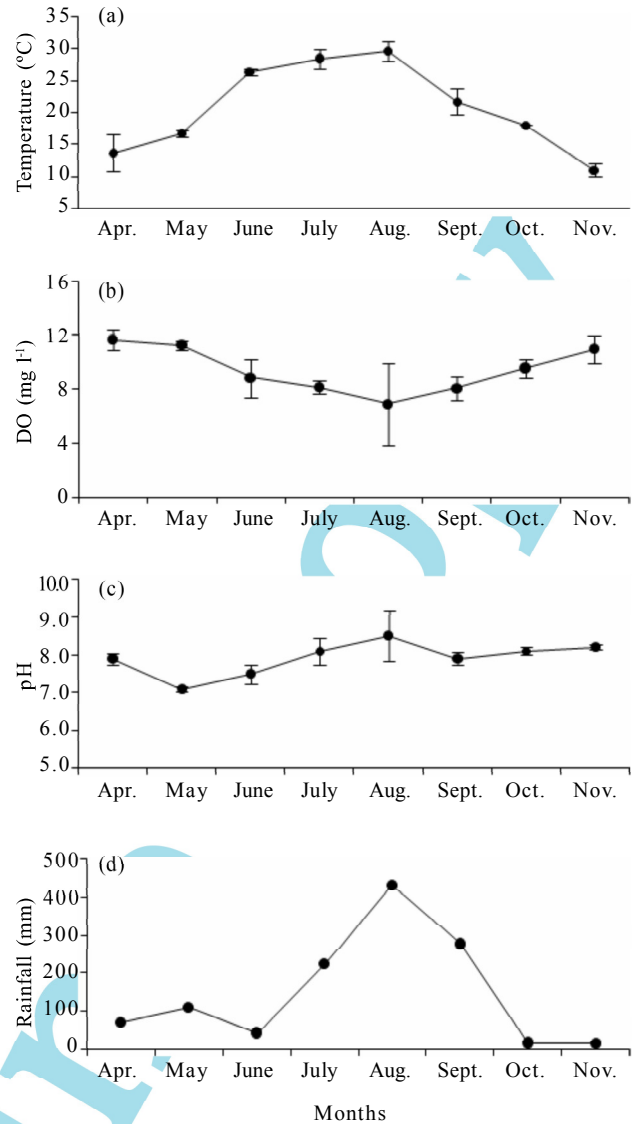 (a)
Temperature (ºC)
35
30
25
20
15
10
5
Apr. May June July Aug. Sept. Oct. Nov.
(b)
DO (mg l-1)
16
12
8
4
0
Apr. May June July Aug. Sept. Oct. Nov.
(c)
pH
10.0
9.0
8.0
7.0
6.0
5.0
Apr. May June July Aug. Sept. Oct. Nov.
(d)
Rainfall (mm)
500
400
300
200
100
0
Apr. May June July Aug. Sept. Oct. Nov.
Months